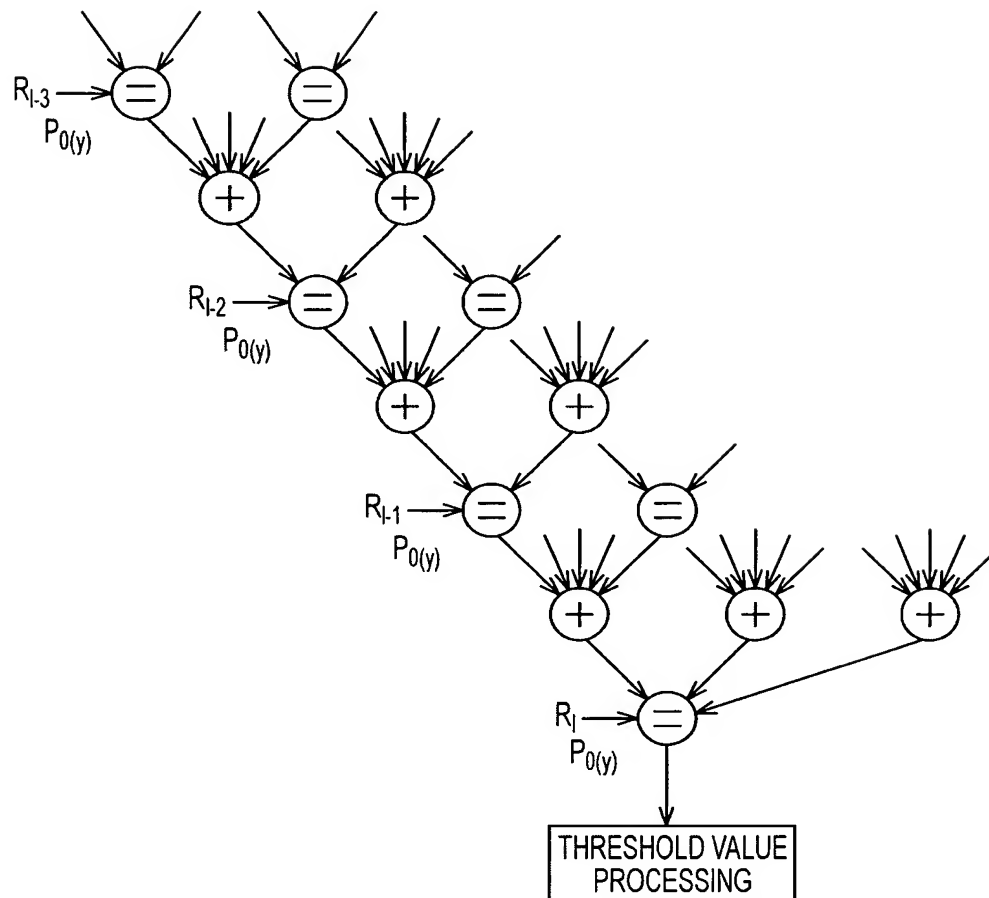 R_{l-3}
=
=
P_{0(y)}
+
+
R_{l-2}
=
=
P_{0(y)}
+
+
R_{l-1}
=
=
P_{0(y)}
+
+
+
R_l
=
P_{0(y)}
THRESHOLD VALUE
PROCESSING